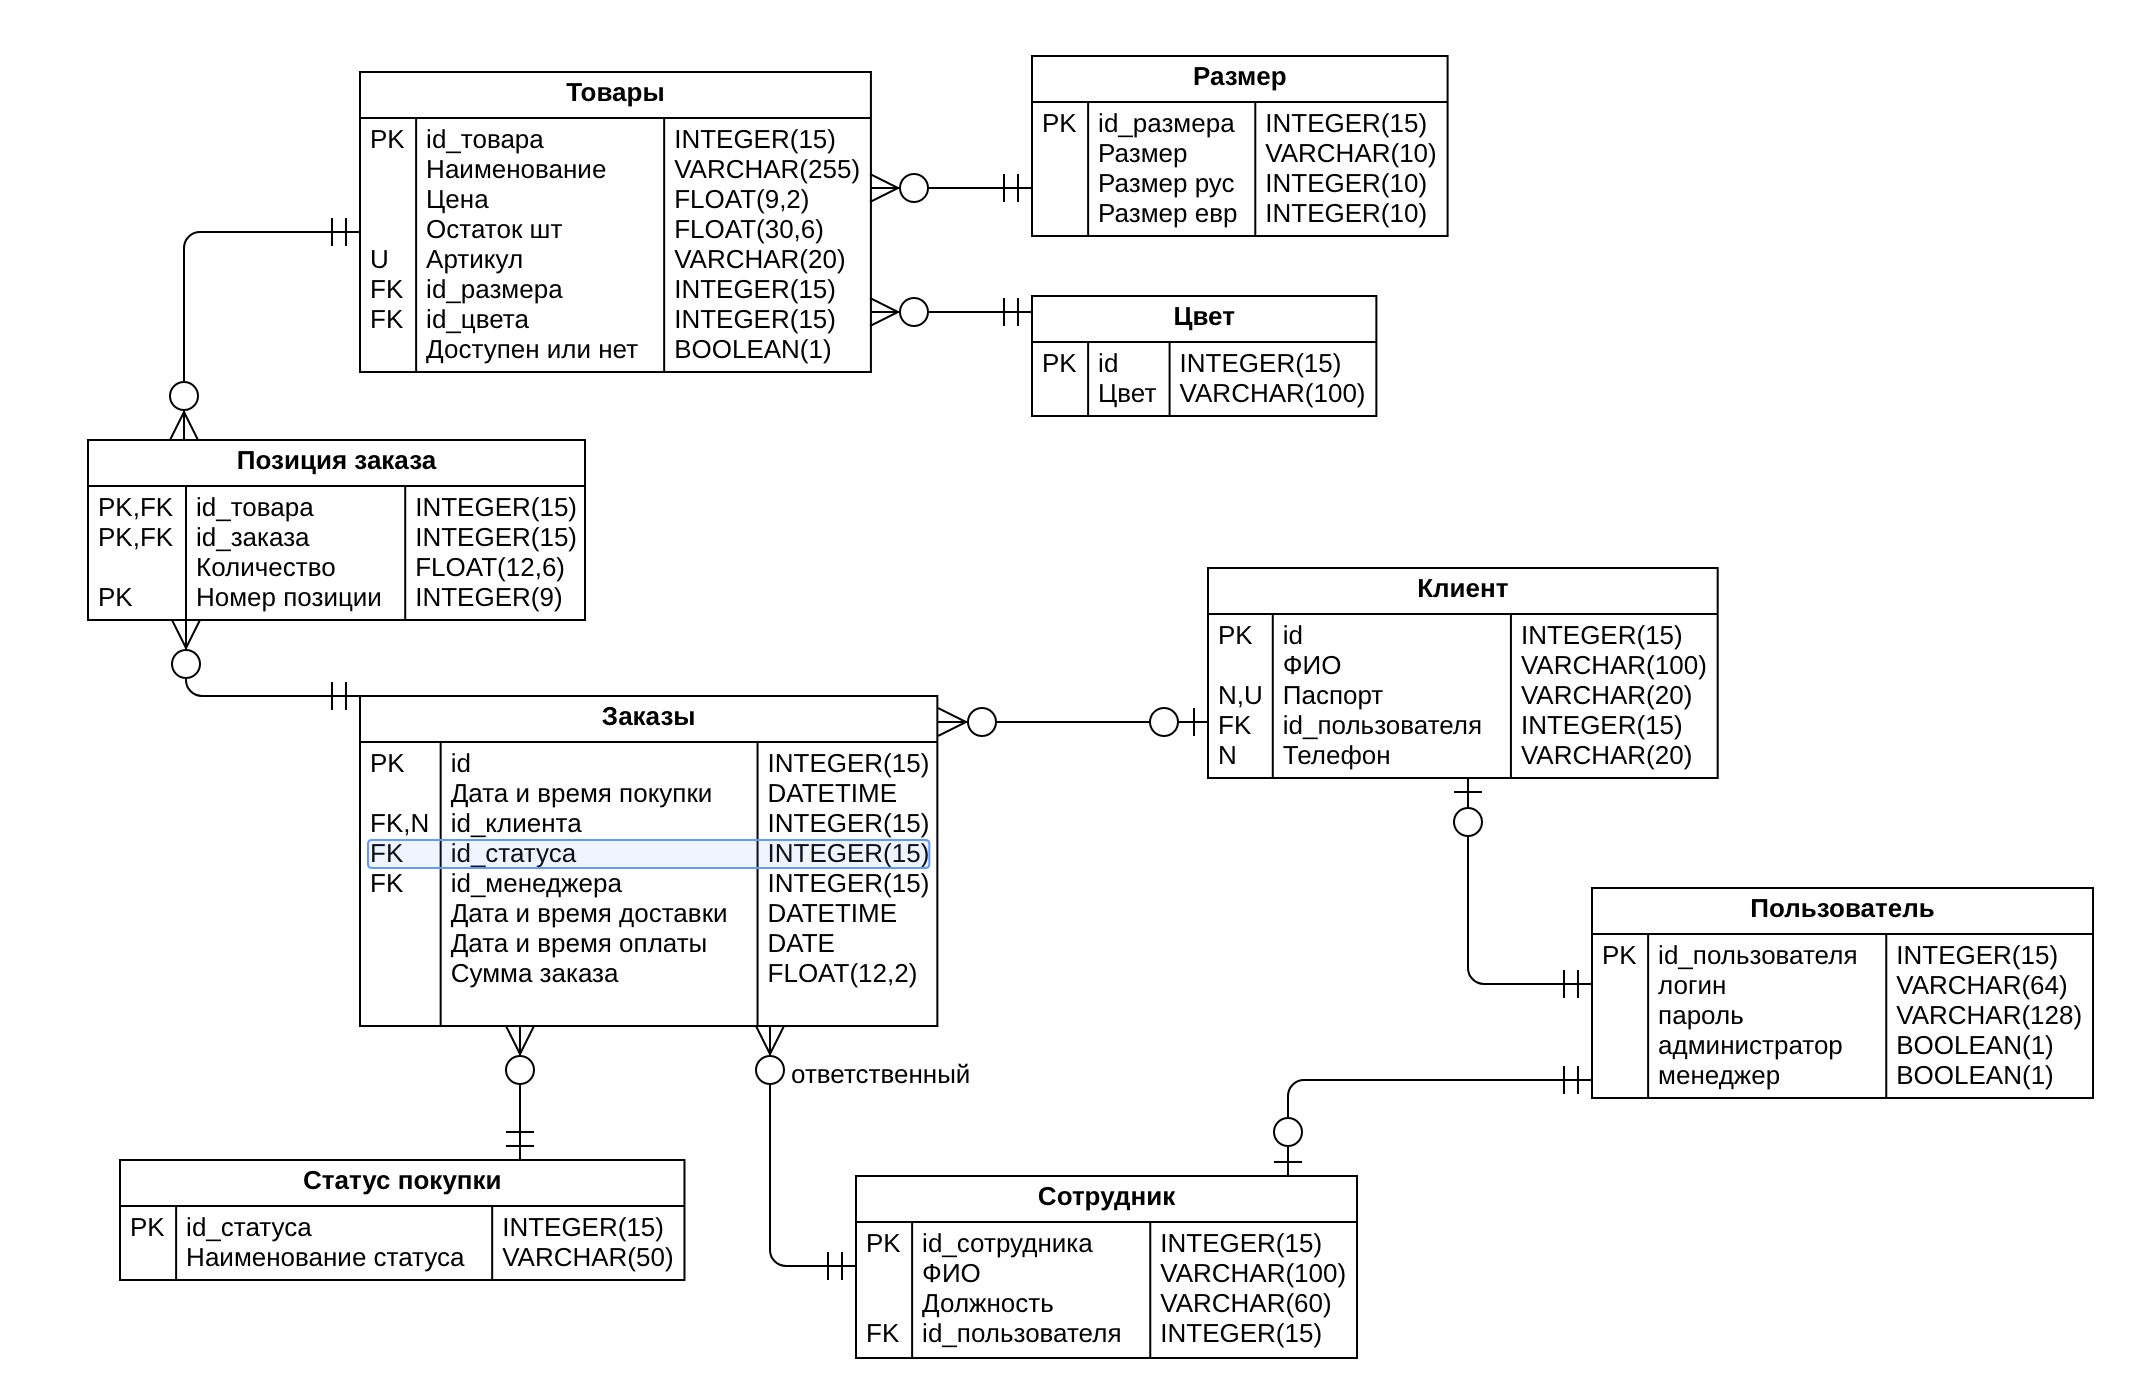 Товары
PK id_товара INTEGER(15)
Наименование VARCHAR(255)
Цена FLOAT(9,2)
Остаток шт FLOAT(30,6)
U Артикул VARCHAR(20)
FK id_размера INTEGER(15)
FK id_цвета INTEGER(15)
Доступен или нет BOOLEAN(1)
Размер
PK id_размера INTEGER(15)
Размер VARCHAR(10)
Размер рус INTEGER(10)
Размер евр INTEGER(10)
Цвет
PK id INTEGER(15)
Цвет VARCHAR(100)
Позиция заказа
PK,FK id_товара INTEGER(15)
PK,FK id_заказа INTEGER(15)
Количество FLOAT(12,6)
PK Номер позиции INTEGER(9)
Клиент
PK id INTEGER(15)
ФИО VARCHAR(100)
N,U Паспорт VARCHAR(20)
FK id_пользователя INTEGER(15)
N Телефон VARCHAR(20)
Заказы
PK id INTEGER(15)
Дата и время покупки DATETIME
FK,N id_клиента INTEGER(15)
FK id_статуса INTEGER(15)
FK id_менеджера INTEGER(15)
Дата и время доставки DATETIME
Дата и время оплаты DATE
Сумма заказа FLOAT(12,2)
Пользователь
PK id_пользователя INTEGER(15)
логин VARCHAR(64)
пароль VARCHAR(128)
администратор BOOLEAN(1)
менеджер BOOLEAN(1)
ответственный
Статус покупки
PK id_статуса INTEGER(15)
Наименование статуса VARCHAR(50)
Сотрудник
PK id_сотрудника INTEGER(15)
ФИО VARCHAR(100)
Должность VARCHAR(60)
FK id_пользователя INTEGER(15)